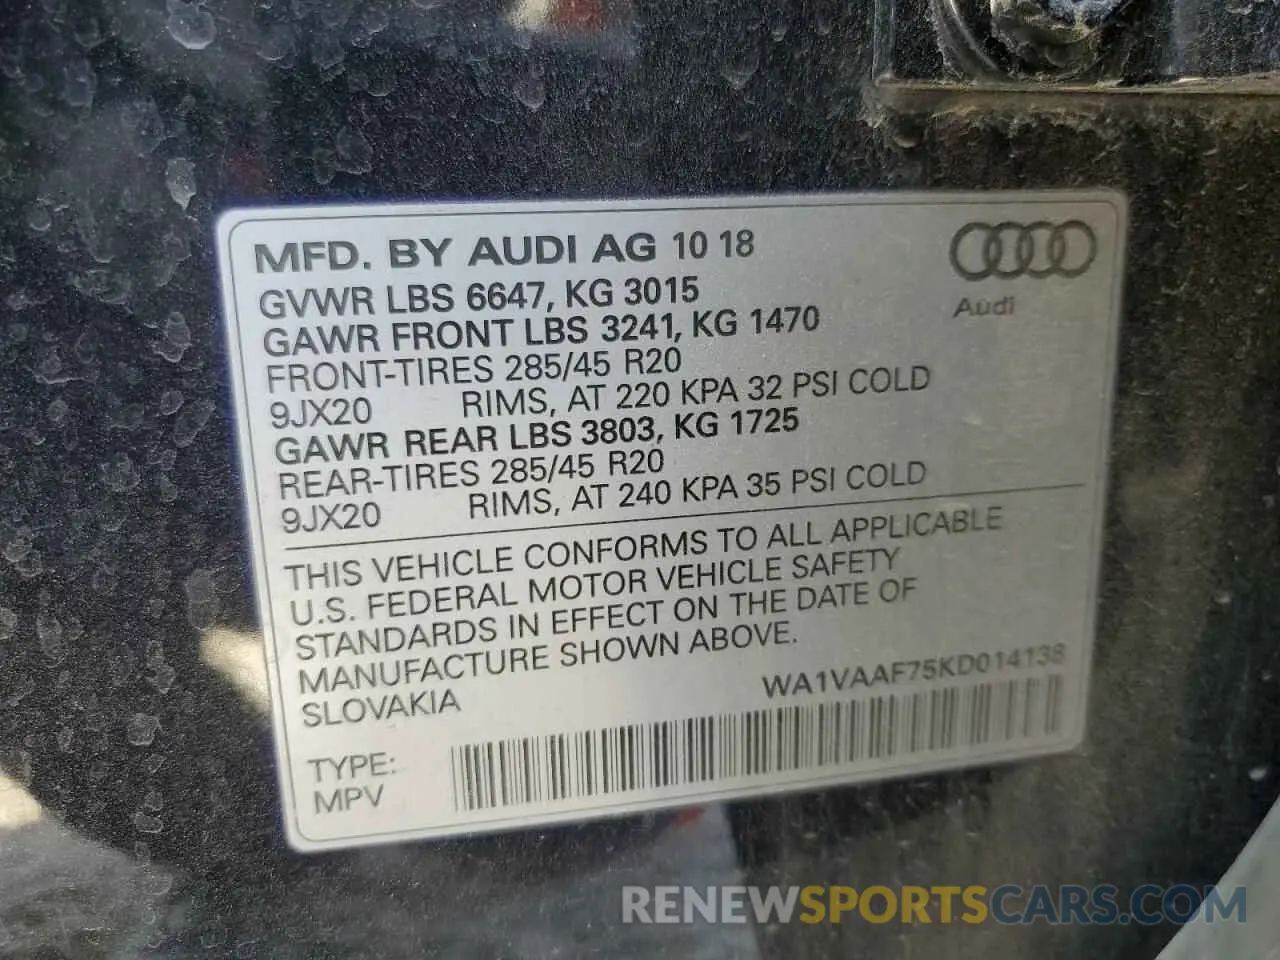 MFD. BY AUDI AG 10 18
Audi
GVWR LBS 6647, KG 3015
GAWR FRONT LBS 3241, KG 1470
FRONT-TIRES 285/45 R20
9JX20 RIMS, AT 220 KPA 32 PSI COLD
GAWR REAR LBS 3803, KG 1725
REAR-TIRES 285/45 R20
9JX20 RIMS, AT 240 KPA 35 PSI COLD
THIS VEHICLE CONFORMS TO ALL APPLICABLE
U.S. FEDERAL MOTOR VEHICLE SAFETY
STANDARDS IN EFFECT ON THE DATE OF
MANUFACTURE SHOWN ABOVE.
SLOVAKIA
WA1VAAF75KD014138
TYPE:
MPV
RENEWSPORTSCARS.COM